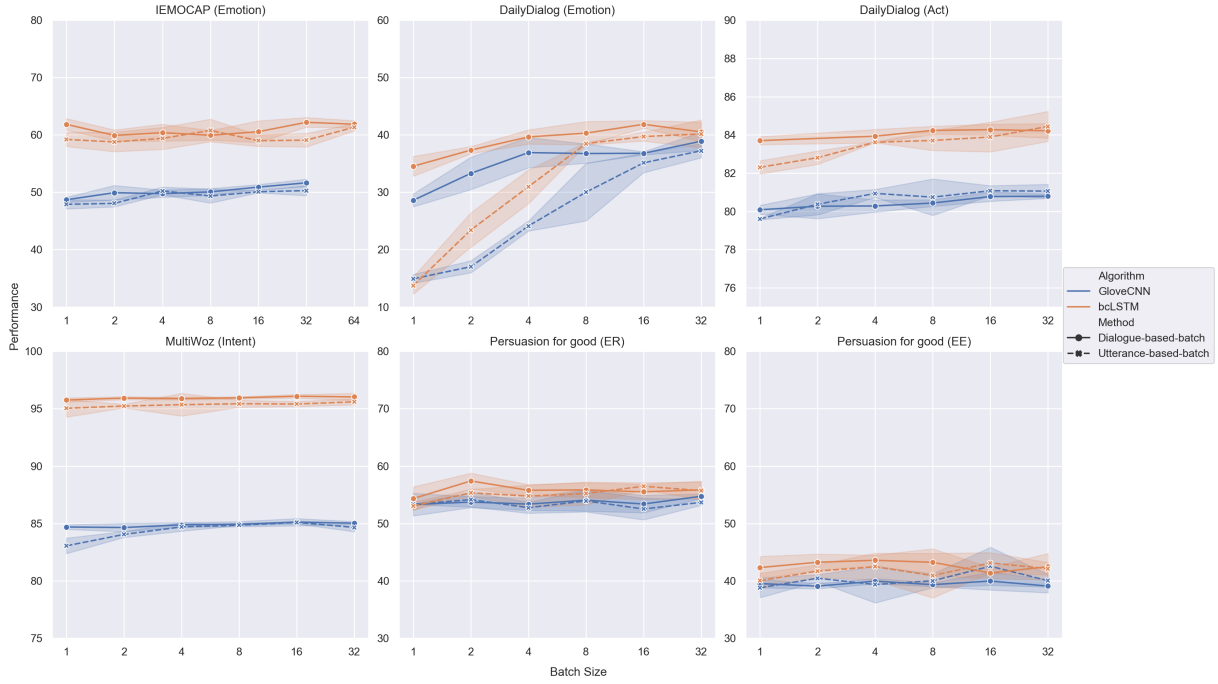 IEMOCAP (Emotion)
DailyDialog (Emotion)
DailyDialog (Act)
80
70
60
50
40
30
1 2 4 8 16 32 64
60
50
40
30
20
10
1 2 4 8 16 32
90
88
86
84
82
80
78
76
1 2 4 8 16 32
Performance
Algorithm
GloveCNN
bcLSTM
Method
Dialogue-based-batch
Utterance-based-batch
MultiWoz (Intent)
Persuasion for good (ER)
Persuasion for good (EE)
100
95
90
85
80
75
1 2 4 8 16 32
80
70
60
50
40
30
1 2 4 8 16 32
80
70
60
50
40
30
1 2 4 8 16 32
Batch Size